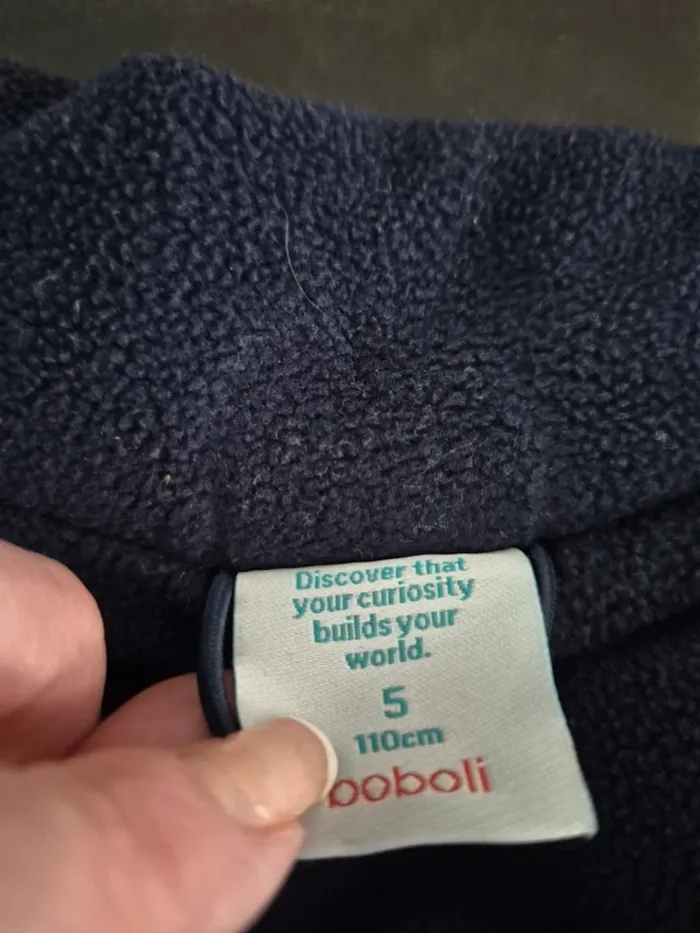 Discover that
your curiosity
builds your
world.
5
110cm
boboli